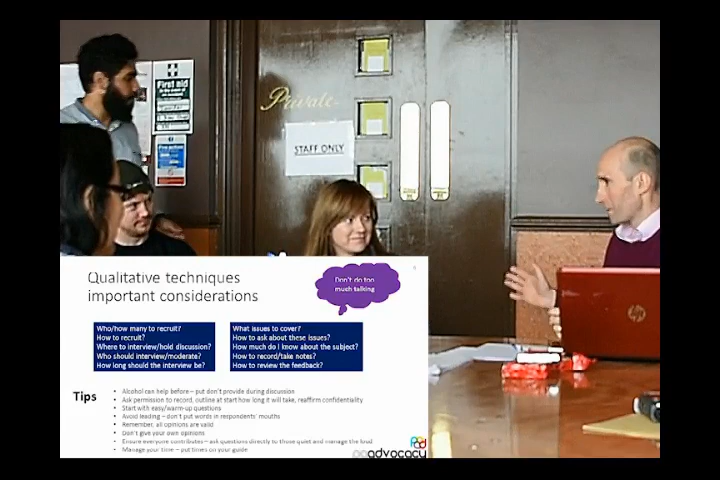 First aid
Private
STAFF ONLY
hp
Qualitative techniques
important considerations
Don't do too
much talking
Who/how many to recruit?
How to recruit?
Where to interview/hold discussion?
Who should interview/moderate?
How long should the interview be?
What issues to cover?
How to ask about these issues?
How much do I know about the subject?
How to record/take notes?
How to review the feedback?
Tips
• Alcohol can help before – put don't provide during discussion
• Ask permission to record, outline at start how long it will take, reaffirm confidentiality
• Start with easy/warm-up questions
• Avoid leading – don't put words in respondents' mouths
• Remember, all opinions are valid
• Don't give your own opinions
• Ensure everyone contributes – ask questions directly to those quiet and manage the loud
• Manage your time – put timers on your guide
advocacy